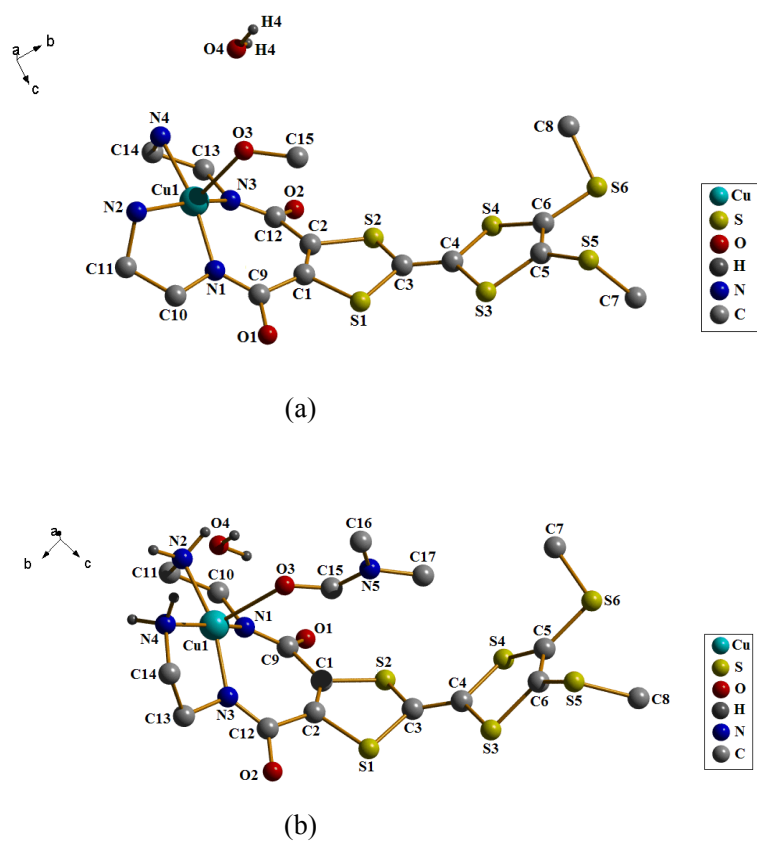 H4
O4 H4
a b
c
N4
C14 C13 O3 C15
C8
Cu1
N3 O2
S6
N2
C12 C2 S2
S4 C6
C4
C11
N1 C9
C1
C3
C5 S5
C10
S1
S3
C7
O1
Cu
S
O
H
N
C
(a)
a
b c
N2 O4
C16
C7
C11 C10
O3 C15 N5 C17
S6
N4
Cu1
N1 O1
C9
C1 S2
S4 C5
C14
C4
C6 S5 C8
C13
N3
C12 C2
C3
S3
S1
O2
Cu
S
O
H
N
C
(b)